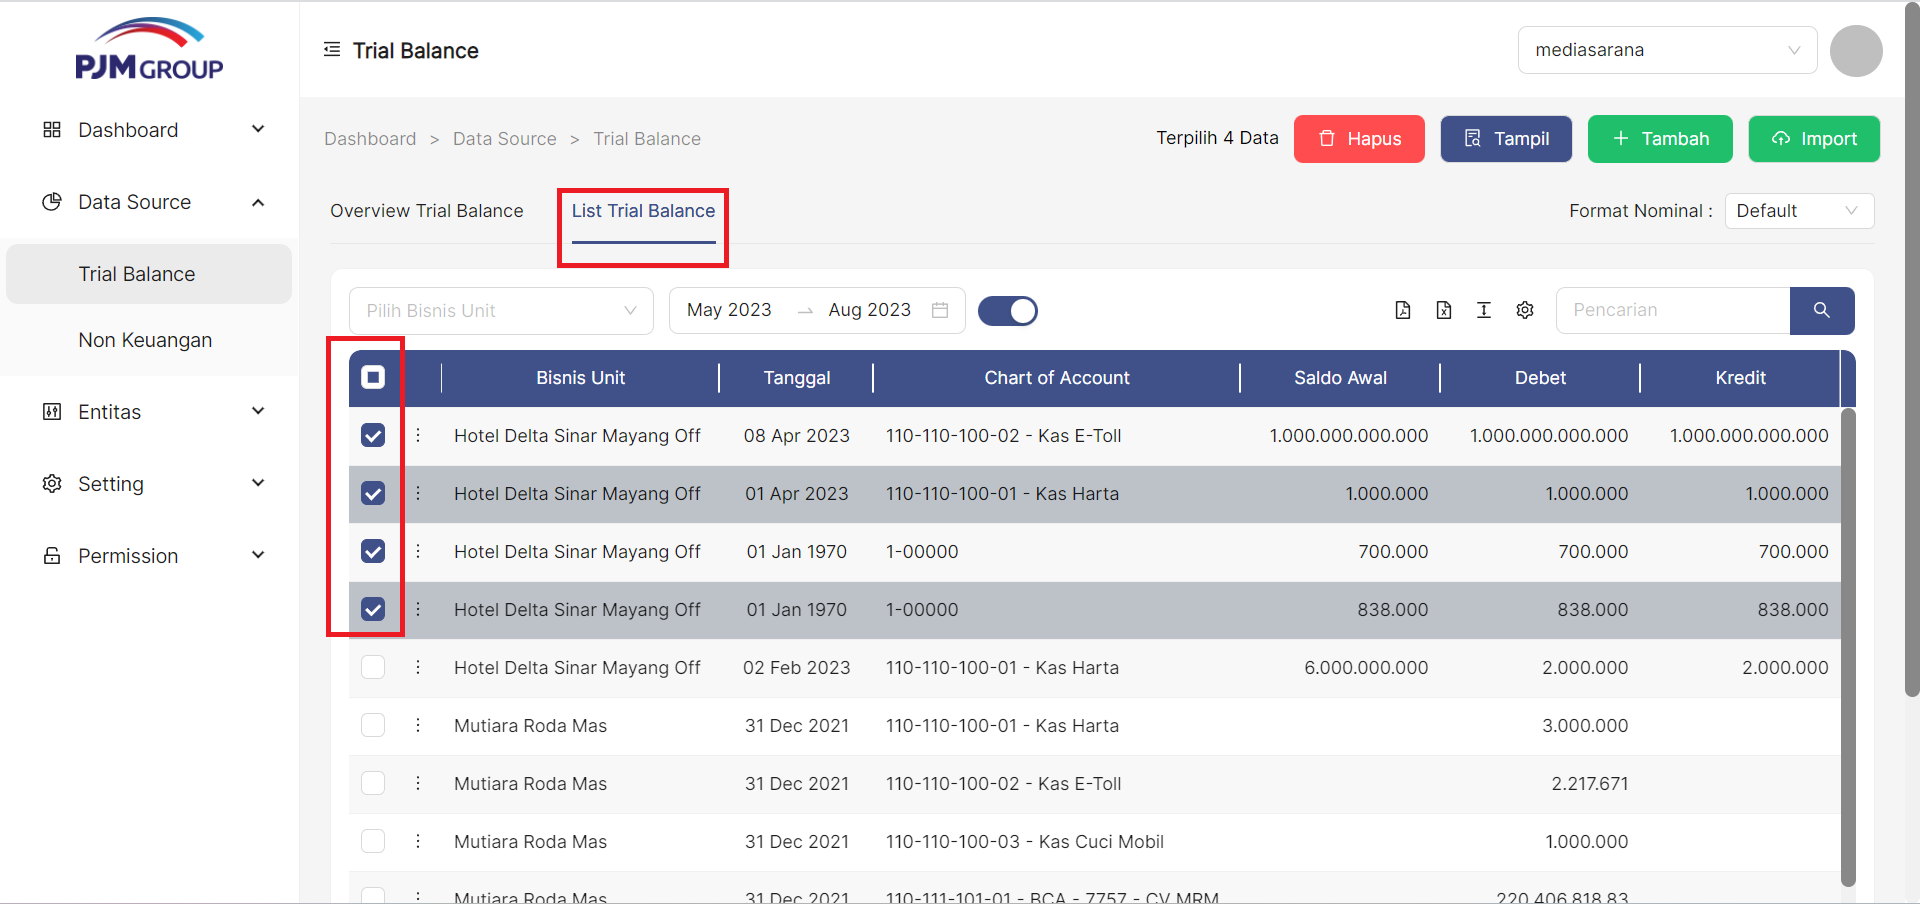 PJM GROUP
Trial Balance
mediasarana
Dashboard
Data Source
Trial Balance
Non Keuangan
Entitas
Setting
Permission
Dashboard > Data Source > Trial Balance
Terpilih 4 Data
Hapus
Tampil
Tambah
Import
Overview Trial Balance
List Trial Balance
Format Nominal : Default
Pilih Bisnis Unit
May 2023 → Aug 2023
Pencarian
Bisnis Unit Tanggal Chart of Account Saldo Awal Debet Kredit
Hotel Delta Sinar Mayang Off 08 Apr 2023 110-110-100-02 - Kas E-Toll 1.000.000.000.000 1.000.000.000.000 1.000.000.000.000
Hotel Delta Sinar Mayang Off 01 Apr 2023 110-110-100-01 - Kas Harta 1.000.000 1.000.000 1.000.000
Hotel Delta Sinar Mayang Off 01 Jan 1970 1-00000 700.000 700.000 700.000
Hotel Delta Sinar Mayang Off 01 Jan 1970 1-00000 838.000 838.000 838.000
Hotel Delta Sinar Mayang Off 02 Feb 2023 110-110-100-01 - Kas Harta 6.000.000.000 2.000.000 2.000.000
Mutiara Roda Mas 31 Dec 2021 110-110-100-01 - Kas Harta 3.000.000
Mutiara Roda Mas 31 Dec 2021 110-110-100-02 - Kas E-Toll 2.217.671
Mutiara Roda Mas 31 Dec 2021 110-110-100-03 - Kas Cuci Mobil 1.000.000
Mutiara Roda Mas 31 Dec 2021 110-111-101-01 - BCA - 7757 - CV MRM 220.406.818,83